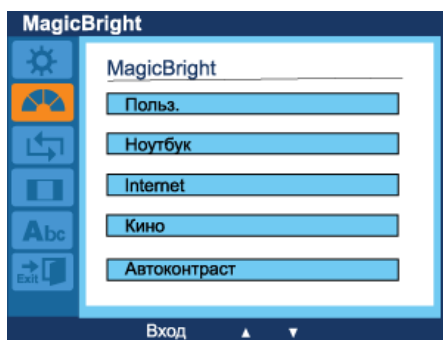 MagicBright
MagicBright
Польз.
Ноутбук
Internet
Кино
Автоконтраст
Abc
Exit
Вход ▲ ▼